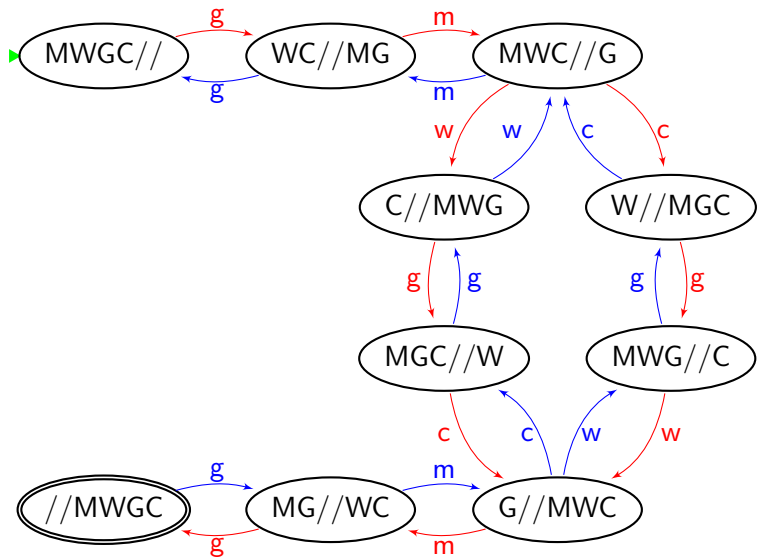 g m
MWGC// WC//MG MWC//G
g m
w w c c
C//MWG W//MGC
g g g g
MGC//W MWG//C
c c w w
g m
//MWGC MG//WC G//MWC
g m